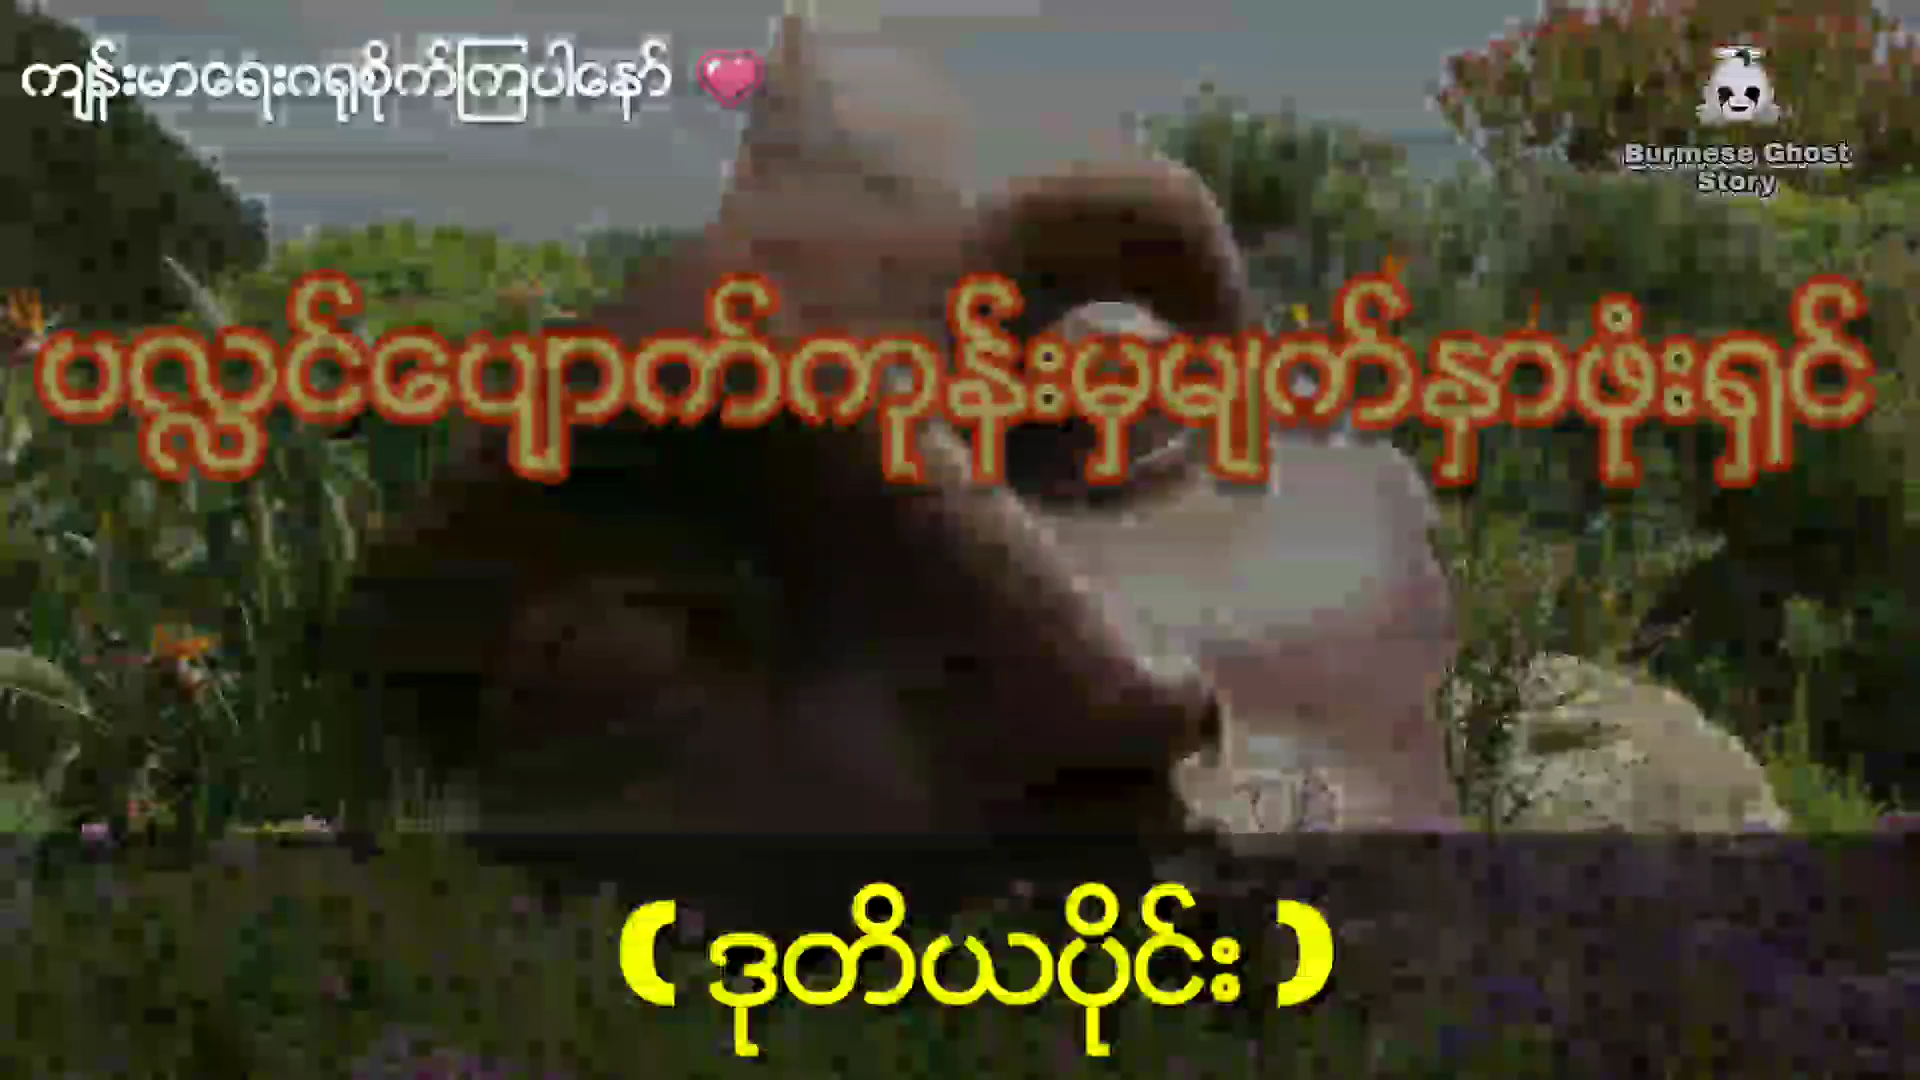 ကျန်းမာရေးဂရုစိုက်ကြပါနော် 💗
Burmese Ghost
Story
ပလ္လင်ပျောက်ကုန်းမှမျက်နှာဖုံးရှင်
(ဒုတိယပိုင်း)